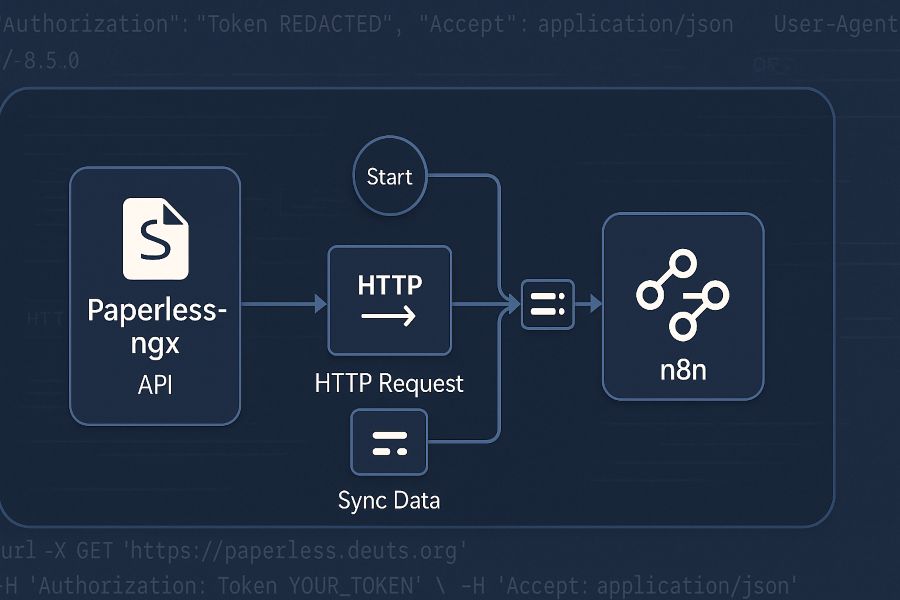 Authorization": "Token REDACTED", "Accept": application/json User-Agent
/-8.5.0
Start
S
Paperless-
ngx
API
HTTP
HTTP Request
Sync Data
n8n
url -X GET 'https://paperless.deuts.org'
-H 'Authorization: Token YOUR_TOKEN' \ -H 'Accept: application/json'